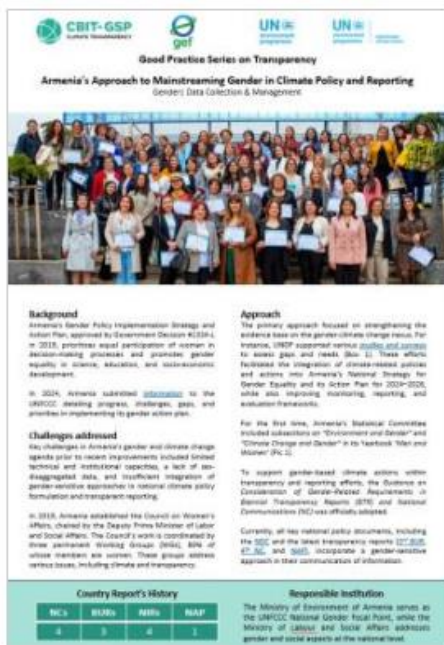 CBIT-GSP
CLIMATE TRANSPARENCY
gef
UN
environment
programme
UN
environment
programme
Good Practice Series on Transparency
Armenia's Approach to Mainstreaming Gender in Climate Policy and Reporting
Gender| Data Collection & Management
Background
Armenia's Gender Policy Implementation Strategy and
Action Plan, approved by Government Decision
in 2019, prioritizes equal participation of women in
decision-making processes and promotes gender
equality in science, education, and socio-economic
development.
In 2024, Armenia submitted information to the
UNFCCC detailing progress, challenges, gaps, and
priorities in implementing its gender action plan.
Challenges addressed
Key challenges in Armenia's gender and climate change
agenda prior to recent improvements included limited
technical and institutional capacities, a lack of sex-
disaggregated data, and insufficient integration of
gender-sensitive approaches in national climate policy
formulation and transparent reporting.
In 2019, Armenia established the Council on Women's
Affairs, chaired by the Deputy Prime Minister of Labor
and Social Affairs. The Council's work is coordinated by
three permanent Working Groups (WGs), 80% of
whose members are women. These groups address
various issues, including climate and transparency.
Approach
The primary approach focused on strengthening the
evidence base on the gender-climate change nexus. For
instance, UNDP supported various studies and surveys
to assess gaps and needs (Box 1). These efforts
facilitated the integration of climate-related policies
and actions into Armenia's National Strategy for
Gender Equality and its Action Plan for 2024–2028,
while also improving monitoring, reporting, and
evaluation frameworks.
For the first time, Armenia's Statistical Committee
included subsections on "Environment and Gender" and
"Climate Change and Gender" in its Yearbook 'Men and
Women' (Pic 1).
To support gender-based climate actions within
transparency and reporting efforts, the Guidance on
Consideration of Gender-Related Requirements in
Biennial Transparency Reports (BTR) and National
Communications (NC) was officially adopted.
Currently, all key national policy documents, including
the NDC and the latest transparency reports (3rd BUR,
4th NC, and NAP), incorporate a gender-sensitive
approach in their communication of information.
Country Report's History
NCs BURs NIRs NAP
4 3 4 1
Responsible Institution
The Ministry of Environment of Armenia serves as
the UNFCCC National Gender Focal Point, while the
Ministry of Labour and Social Affairs addresses
gender and social aspects at the national level.